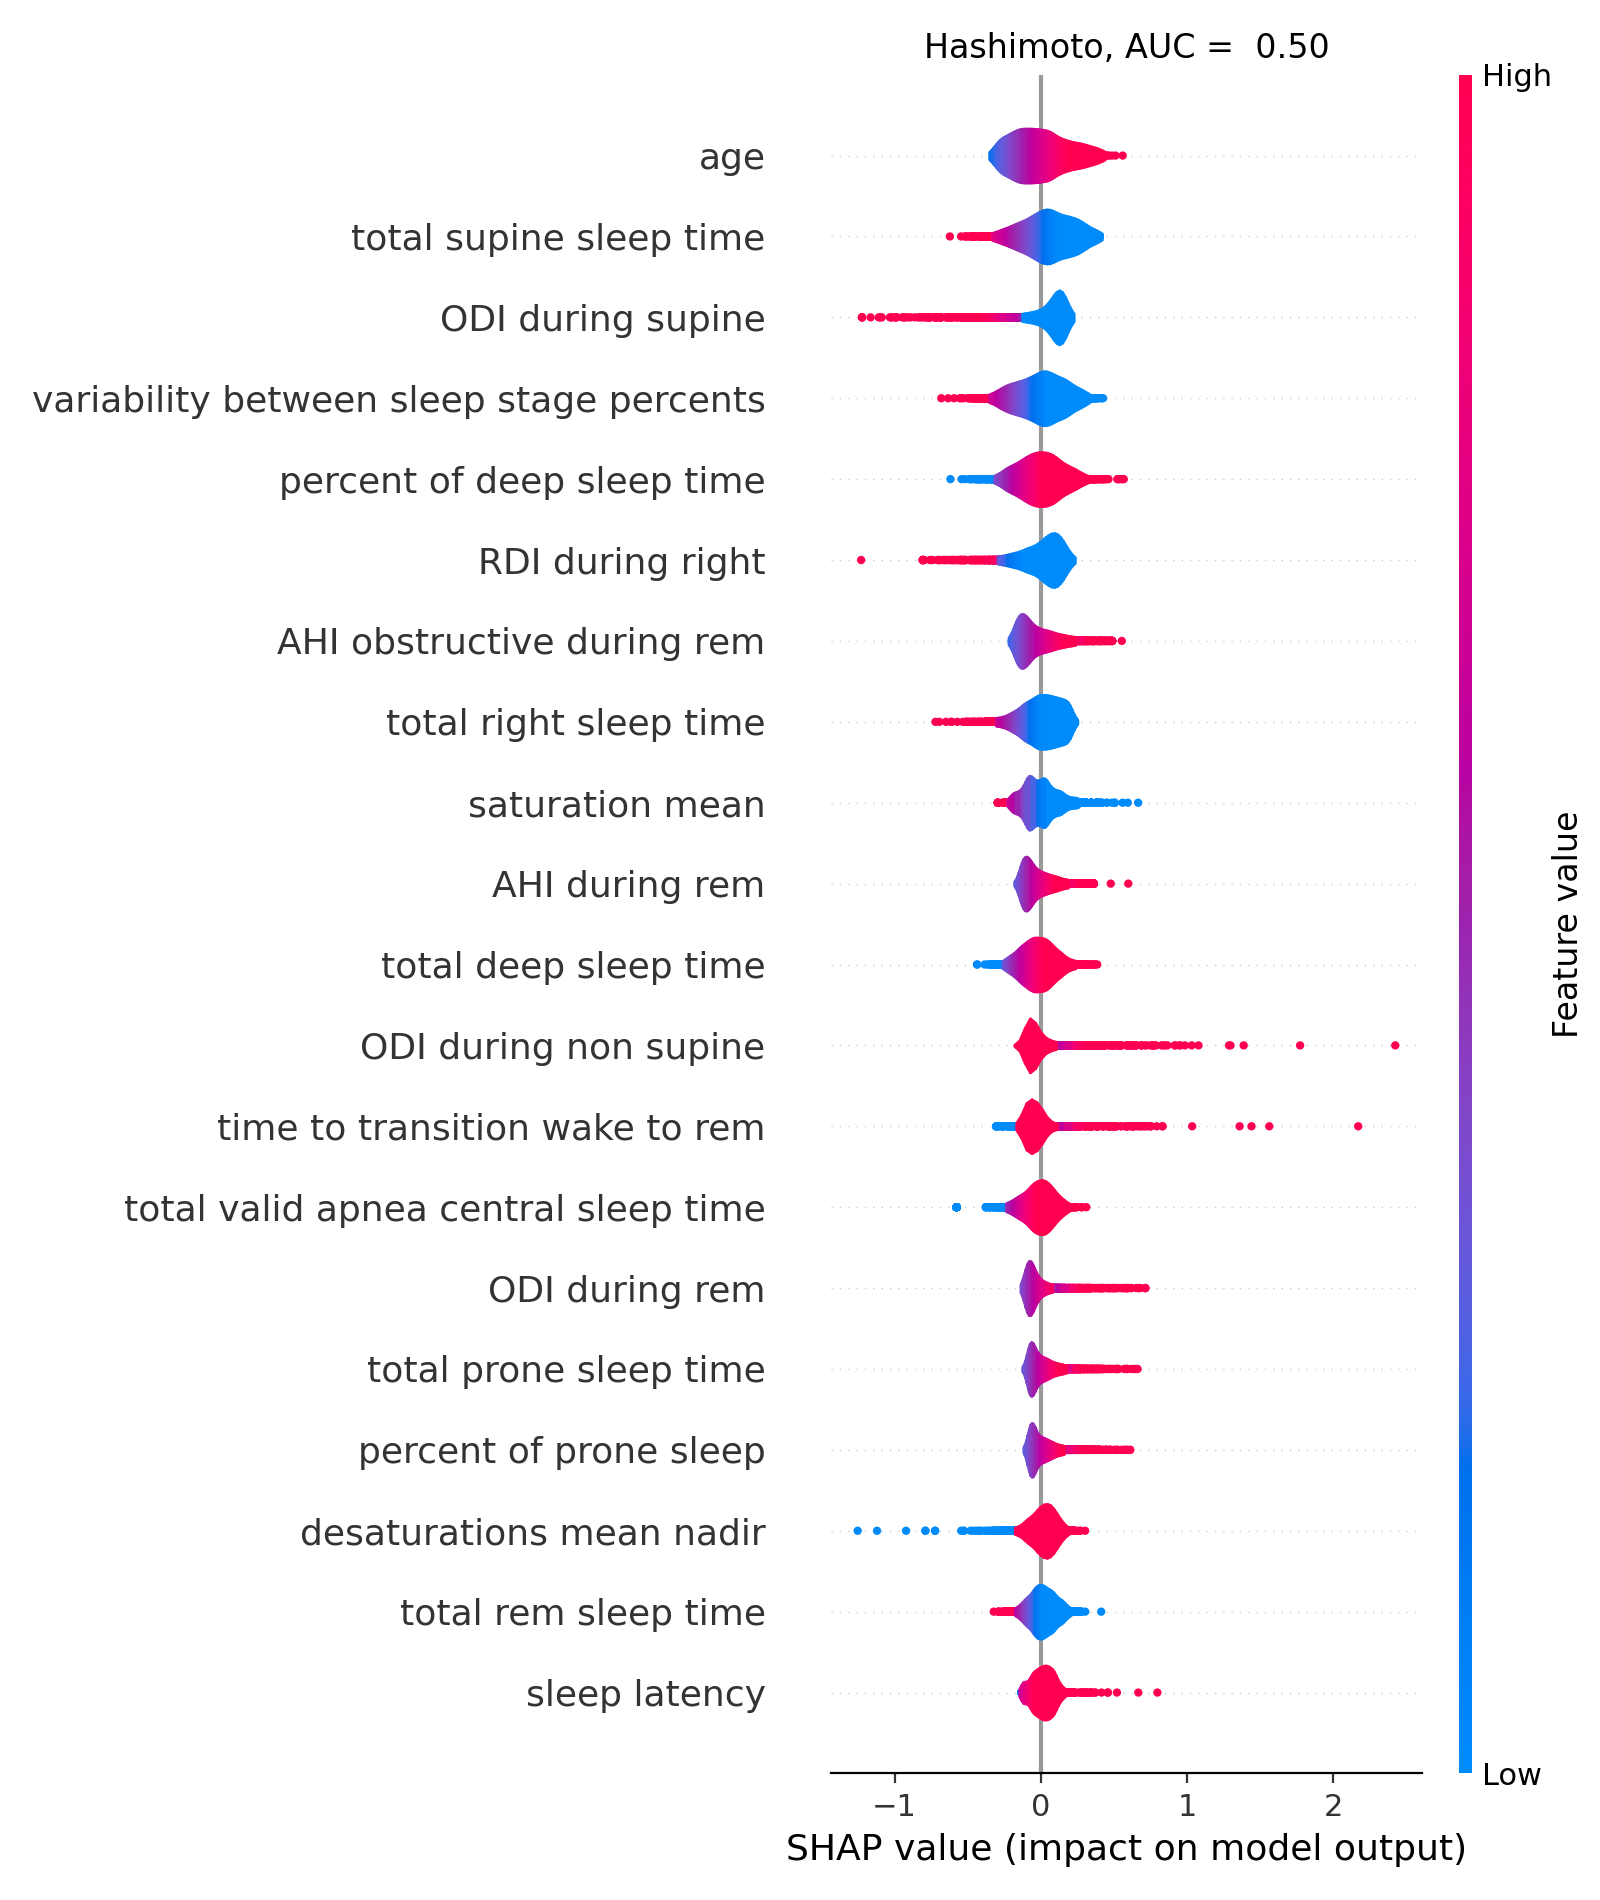 Hashimoto, AUC =  0.50
High
age
total supine sleep time
ODI during supine
variability between sleep stage percents
percent of deep sleep time
RDI during right
AHI obstructive during rem
total right sleep time
saturation mean
AHI during rem
total deep sleep time
ODI during non supine
time to transition wake to rem
total valid apnea central sleep time
ODI during rem
total prone sleep time
percent of prone sleep
desaturations mean nadir
total rem sleep time
sleep latency
Feature value
Low
−1 0 1 2
SHAP value (impact on model output)